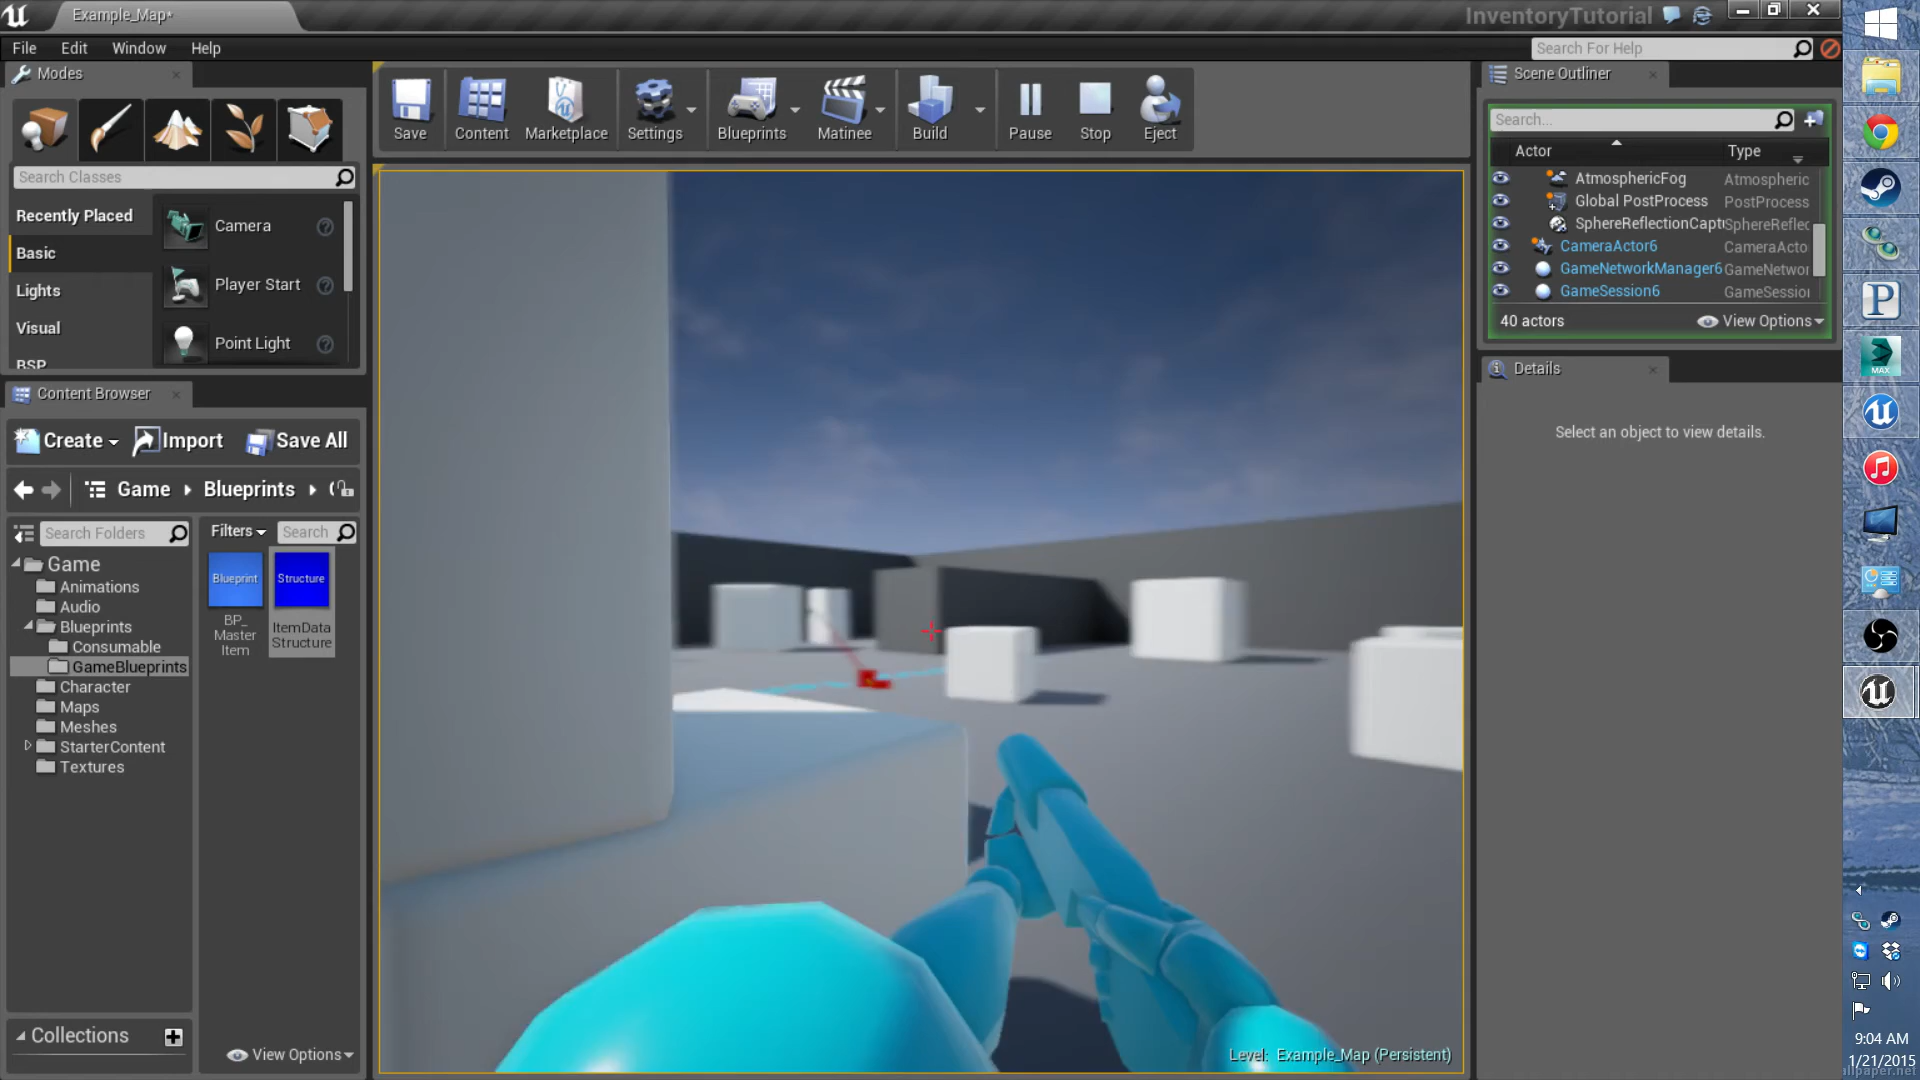 Example_Map*
InventoryTutorial
File Edit Window Help
Search For Help
Modes
Search Classes
Recently Placed
Basic
Lights
Visual
BSP
Camera
Player Start
Point Light
Save
Content
Marketplace
Settings
Blueprints
Matinee
Build
Pause
Stop
Eject
Content Browser
Create
Import
Save All
Game
Blueprints
Search Folders
Filters
Search
Game
Animations
Audio
Blueprints
Consumable
GameBlueprints
Character
Maps
Meshes
StarterContent
Textures
Blueprint
BP_
Master
Item
Structure
ItemData
Structure
Collections
View Options
Level: Example_Map (Persistent)
Scene Outliner
Search...
Actor Type
AtmosphericFog Atmospheric
Global PostProcess PostProcess
SphereReflectionCaptu SphereReflec
CameraActor6 CameraActo
GameNetworkManager6 GameNetwor
GameSession6 GameSession
40 actors
View Options
Details
Select an object to view details.
P
MAX
9:04 AM
1/21/2015